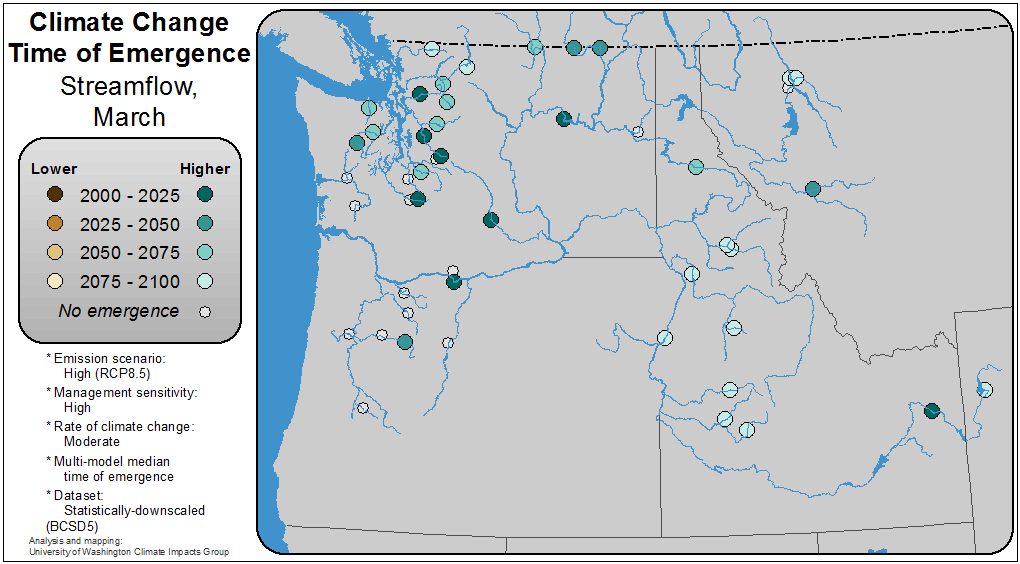 Climate Change
Time of Emergence
Streamflow,
March
Lower Higher
2000 - 2025
2025 - 2050
2050 - 2075
2075 - 2100
No emergence
* Emission scenario:
High (RCP8.5)
* Management sensitivity:
High
* Rate of climate change:
Moderate
* Multi-model median
time of emergence
* Dataset:
Statistically-downscaled
(BCSD5)
Analysis and mapping:
University of Washington Climate Impacts Group